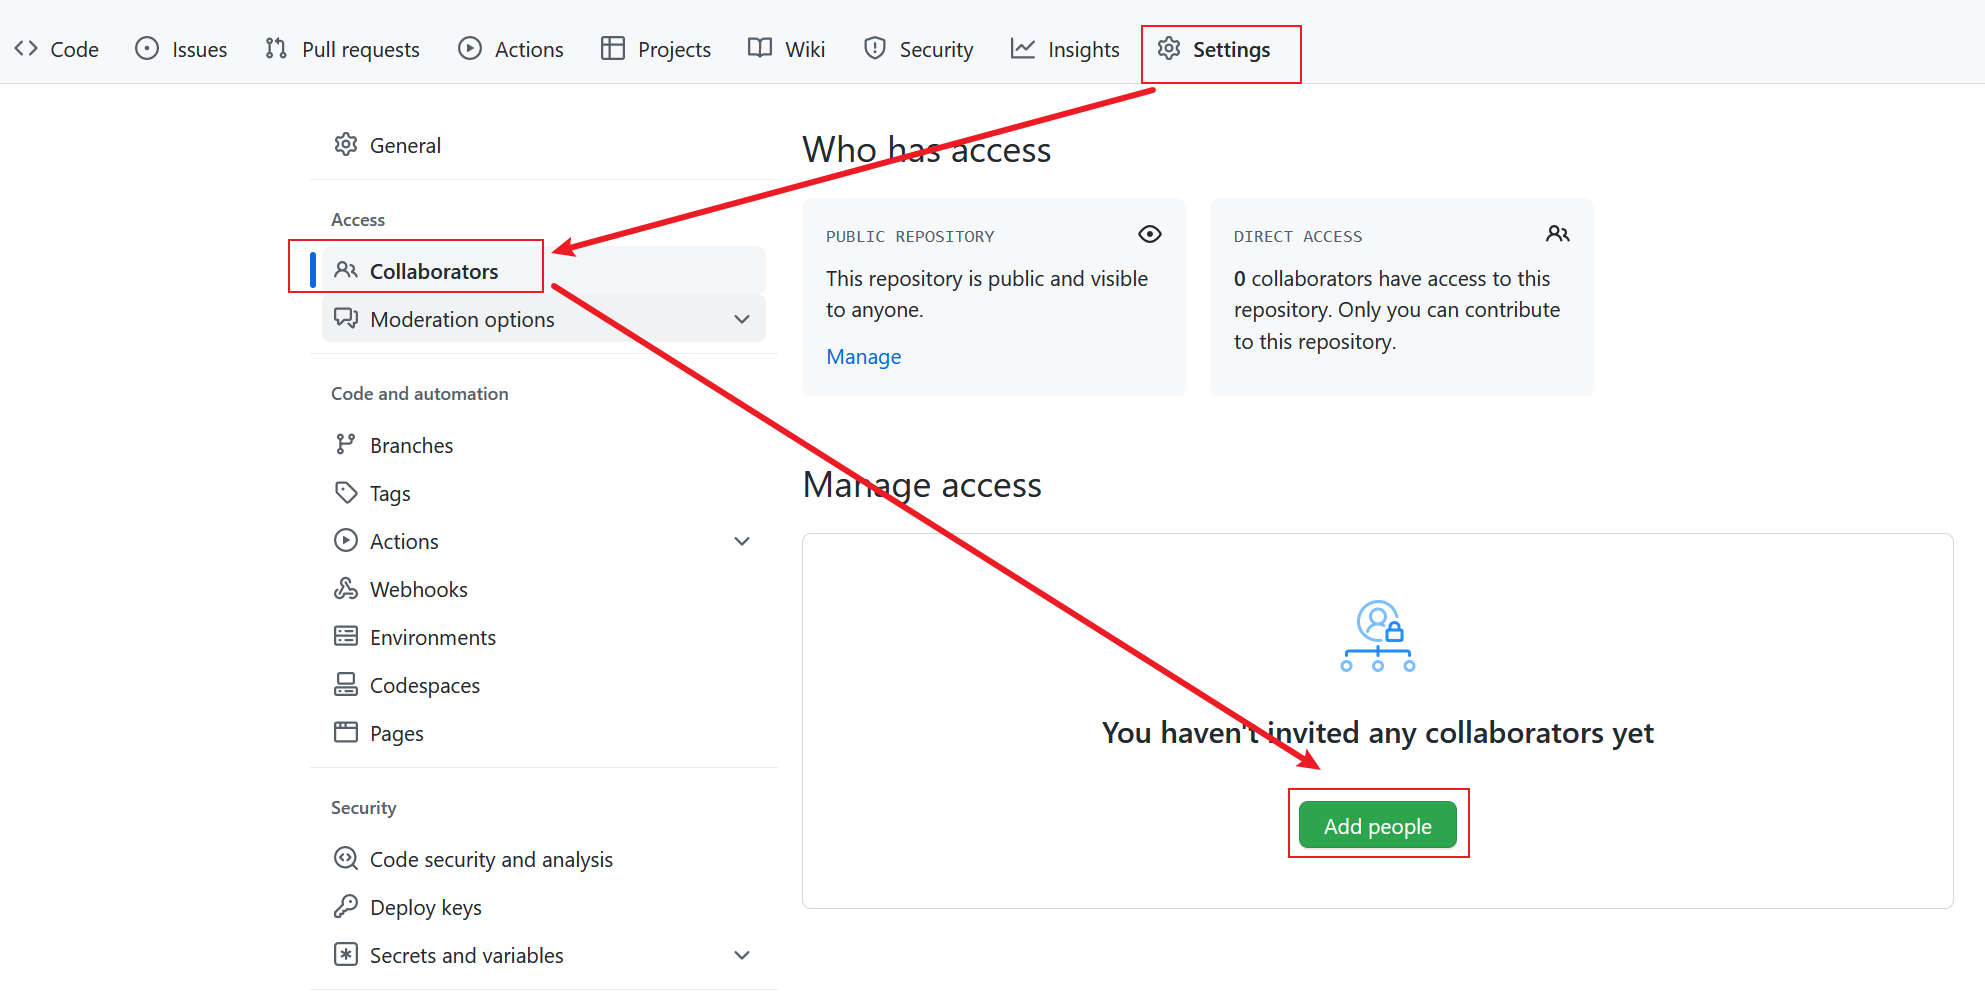 Code Issues Pull requests Actions Projects Wiki Security Insights Settings
General
Access
Collaborators
Moderation options
Code and automation
Branches
Tags
Actions
Webhooks
Environments
Codespaces
Pages
Security
Code security and analysis
Deploy keys
Secrets and variables
Who has access
PUBLIC REPOSITORY
This repository is public and visible
to anyone.
Manage
DIRECT ACCESS
0 collaborators have access to this
repository. Only you can contribute
to this repository.
Manage access
You haven't invited any collaborators yet
Add people